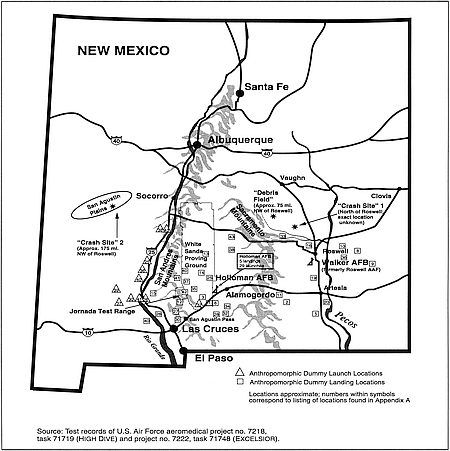 NEW MEXICO
Santa Fe
40
Albuquerque
40
Vaughn
Clovis
San Agustin
Plains
Socorro
"Debris
Field"
(Approx. 75 mi.
NW of Roswell)
"Crash Site" 1
(North of Roswell,
exact location
unknown)
Sacramento
Mountains
"Crash Site" 2
(Approx. 175 mi.
NW of Roswell)
White
Sands
Proving
Ground
San Andres
Mountains
Holloman AFB
5 landings
20 launches
Roswell
Walker AFB
(Formerly Roswell AAF)
Holloman AFB
Alamogordo
Artesia
Jornada Test Range
San Agustin Pass
Las Cruces
10
Rio Grande
Pecos
El Paso
Anthropomorphic Dummy Launch Locations
Anthropomorphic Dummy Landing Locations
Locations approximate; numbers within symbols
correspond to listing of locations found in Appendix A
Source: Test records of U.S. Air Force aeromedical project no. 7218,
task 71719 (HIGH DIVE) and project no. 7222, task 71748 (EXCELSIOR).